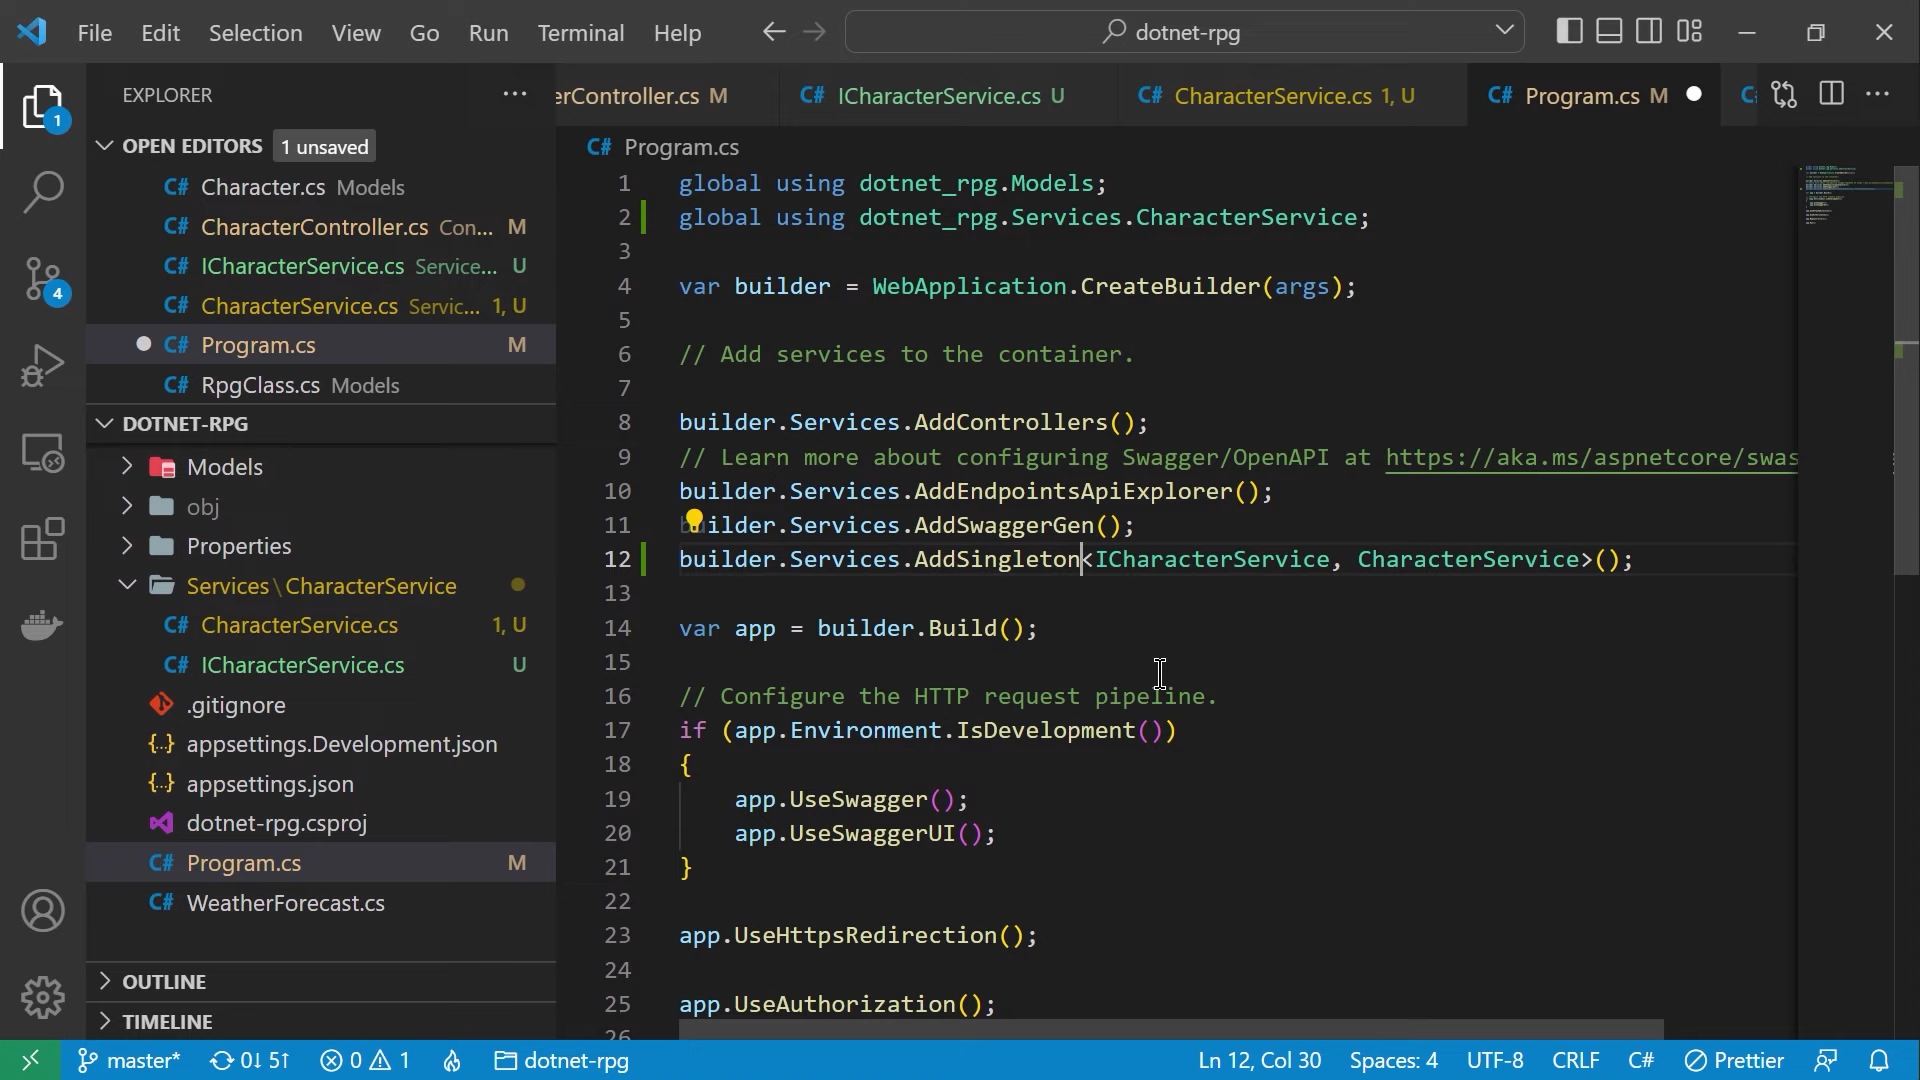 File Edit Selection View Go Run Terminal Help
dotnet-rpg
EXPLORER
OPEN EDITORS 1 unsaved
C# Character.cs Models
C# CharacterController.cs Con... M
C# ICharacterService.cs Service... U
C# CharacterService.cs Servic... 1, U
C# Program.cs M
C# RpgClass.cs Models
DOTNET-RPG
Models
obj
Properties
Services\CharacterService
C# CharacterService.cs 1, U
C# ICharacterService.cs U
.gitignore
{..} appsettings.Development.json
{..} appsettings.json
dotnet-rpg.csproj
C# Program.cs M
C# WeatherForecast.cs
OUTLINE
TIMELINE
1
4
erController.cs M
C# ICharacterService.cs U
C# CharacterService.cs 1, U
C# Program.cs M
C#
C# Program.cs
1 global using dotnet_rpg.Models;
2 global using dotnet_rpg.Services.CharacterService;
3
4 var builder = WebApplication.CreateBuilder(args);
5
6 // Add services to the container.
7
8 builder.Services.AddControllers();
9 // Learn more about configuring Swagger/OpenAPI at https://aka.ms/aspnetcore/swas
10 builder.Services.AddEndpointsApiExplorer();
11 builder.Services.AddSwaggerGen();
12 builder.Services.AddSingleton<ICharacterService, CharacterService>();
13
14 var app = builder.Build();
15
16 // Configure the HTTP request pipeline.
17 if (app.Environment.IsDevelopment())
18 {
19 app.UseSwagger();
20 app.UseSwaggerUI();
21 }
22
23 app.UseHttpsRedirection();
24
25 app.UseAuthorization();
26
master* 0↓ 5↑ 0 1 dotnet-rpg Ln 12, Col 30 Spaces: 4 UTF-8 CRLF C# Prettier